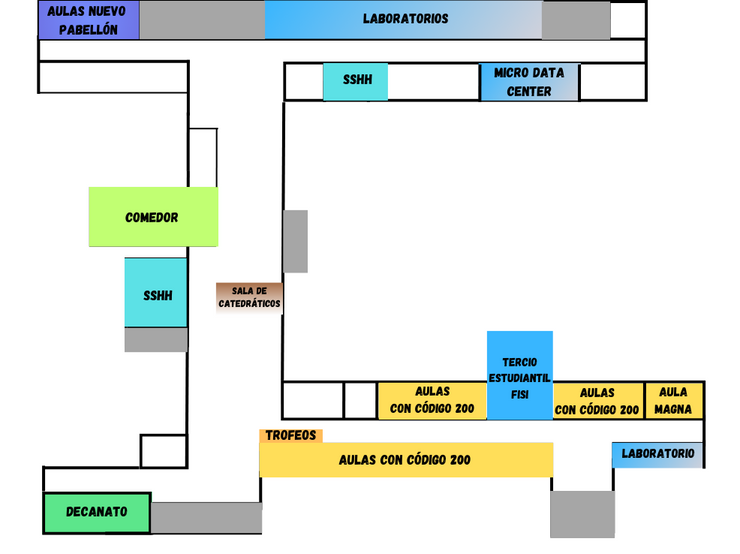 AULAS NUEVO
PABELLÓN
LABORATORIOS
SSHH
MICRO DATA
CENTER
COMEDOR
SSHH
SALA DE
CATEDRÁTICOS
TERCIO
ESTUDIANTIL
FISI
AULAS
CON CÓDIGO 200
AULAS
CON CÓDIGO 200
AULA
MAGNA
TROFEOS
AULAS CON CÓDIGO 200
LABORATORIO
DECANATO